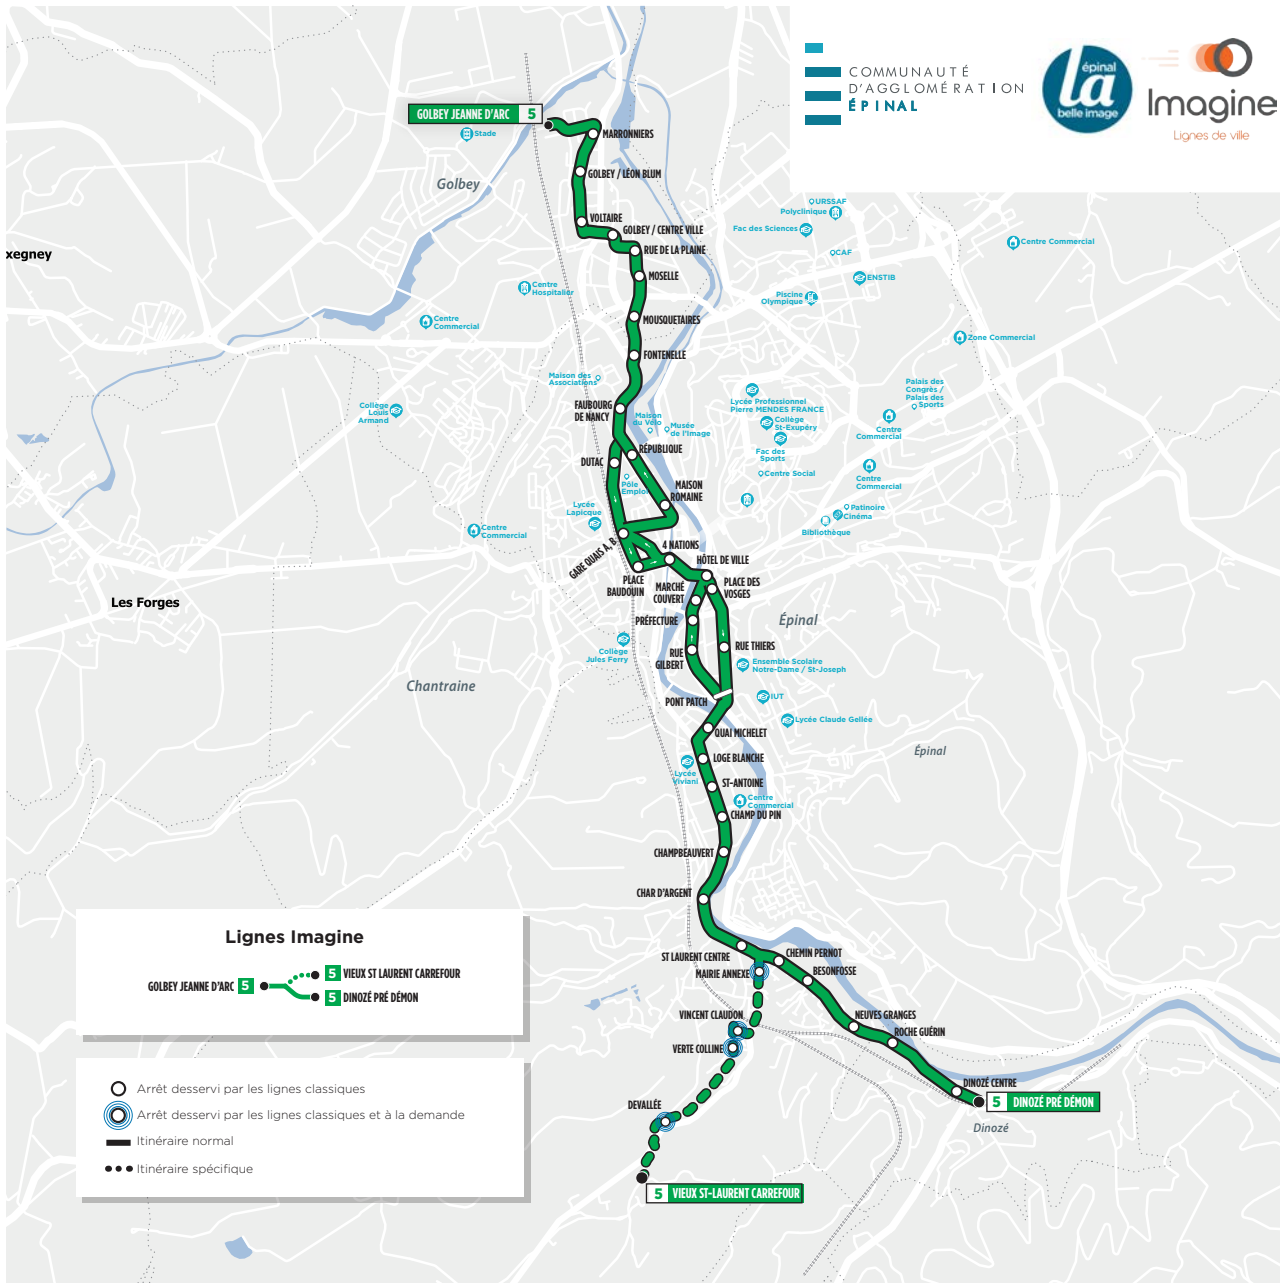 COMMUNAUTÉ
D'AGGLOMÉRATION
ÉPINAL
épinal
la
belle image
Imagine
Lignes de ville
GOLBEY JEANNE D'ARC 5
Stade
MARRONNIERS
GOLBEY / LÉON BLUM
Golbey
VOLTAIRE
GOLBEY / CENTRE VILLE
RUE DE LA PLAINE
MOSELLE
URSSAF
Polyclinique
Fac des Sciences
CAF
ENSTIB
Centre Commercial
xegney
Centre
Hospitalier
Piscine
Olympique
Centre
Commercial
MOUSQUETAIRES
Zone Commercial
FONTENELLE
Maison des
Associations
Palais des
Congrès /
Palais des
Sports
Collège
Louis
Armand
FAUBOURG
DE NANCY
Maison
du Vélo
Musée
de l'Image
Lycée Professionnel
Pierre MENDES FRANCE
Collège
St-Exupéry
Centre
Commercial
RÉPUBLIQUE
DUTAC
Fac des
Sports
Centre Social
Centre
Commercial
Pôle
Emploi
MAISON
ROMAINE
Lycée
Lapicque
Patinoire
Cinéma
Bibliothèque
Centre
Commercial
GARE QUAIS A, B
4 NATIONS
HÔTEL DE VILLE
PLACE
BAUDOUIN
MARCHÉ
COUVERT
PLACE DES
VOSGES
Les Forges
PRÉFECTURE
Épinal
Collège
Jules Ferry
RUE
GILBERT
RUE THIERS
Ensemble Scolaire
Notre-Dame / St-Joseph
Chantraine
PONT PATCH
IUT
Lycée Claude Gellée
QUAI MICHELET
Épinal
LOGE BLANCHE
Lycée
Viviani
ST-ANTOINE
Centre
Commercial
CHAMP DU PIN
CHAMPBEAUVERT
CHAR D'ARGENT
ST LAURENT CENTRE
CHEMIN PERNOT
MAIRIE ANNEXE
BESONFOSSE
VINCENT CLAUDON
NEUVES GRANGES
ROCHE GUÉRIN
VERTE COLLINE
DINOZÉ CENTRE
5 DINOZÉ PRÉ DÉMON
DEVALLÉE
Dinozé
5 VIEUX ST-LAURENT CARREFOUR
Lignes Imagine
GOLBEY JEANNE D'ARC 5
5 VIEUX ST LAURENT CARREFOUR
5 DINOZÉ PRÉ DÉMON
Arrêt desservi par les lignes classiques
Arrêt desservi par les lignes classiques et à la demande
Itinéraire normal
Itinéraire spécifique